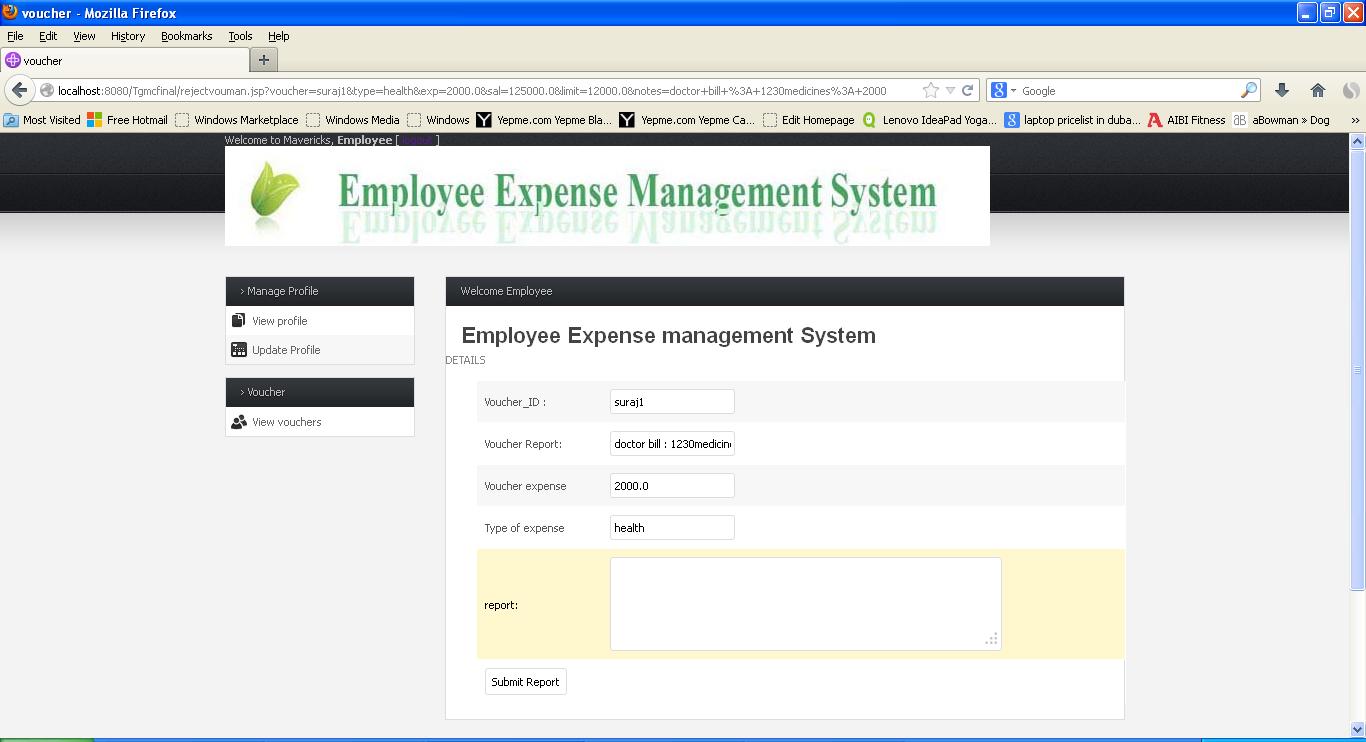 voucher - Mozilla Firefox
File Edit View History Bookmarks Tools Help
voucher
localhost:8080/Tgmcfinal/rejectvouman.jsp?voucher=suraj1&type=health&exp=2000.0&sal=125000.0&limit=12000.0&notes=doctor+bill+%3A+1230medicines%3A+2000
Google
Most Visited Free Hotmail Windows Marketplace Windows Media Windows Yepme.com Yepme Bla... Yepme.com Yepme Ca... Edit Homepage Lenovo IdeaPad Yoga... laptop pricelist in duba... AIBI Fitness aBowman » Dog »
Welcome to Mavericks, Employee [ logout ]
Employee Expense Management System
› Manage Profile
View profile
Update Profile
› Voucher
View vouchers
Welcome Employee
Employee Expense management System
DETAILS
Voucher_ID : suraj1
Voucher Report: doctor bill : 1230medicin
Voucher expense 2000.0
Type of expense health
report:
Submit Report